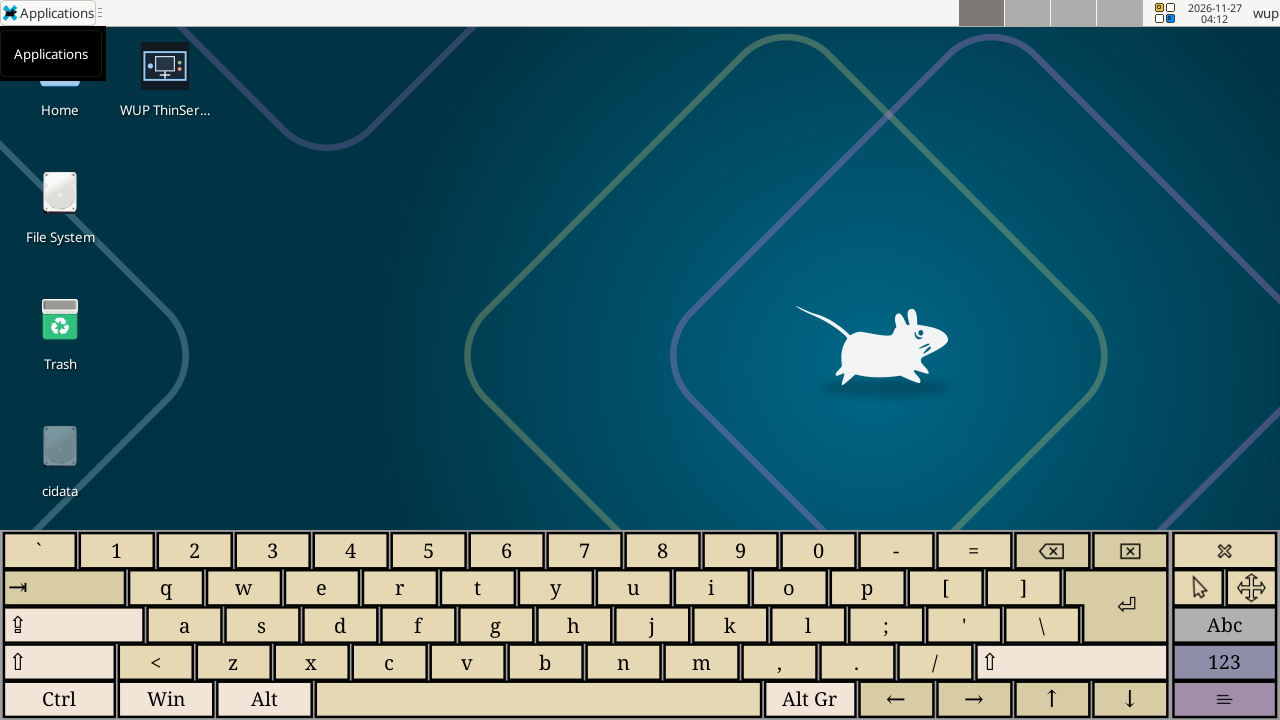 Applications
2026-11-27
04:12
wup
Applications
Home
WUP ThinSer...
File System
Trash
cidata
` 1 2 3 4 5 6 7 8 9 0 - =
q w e r t y u i o p [ ]
a s d f g h j k l ; ' \ Abc
< z x c v b n m , . / 123
Ctrl Win Alt Alt Gr ← → ↑ ↓